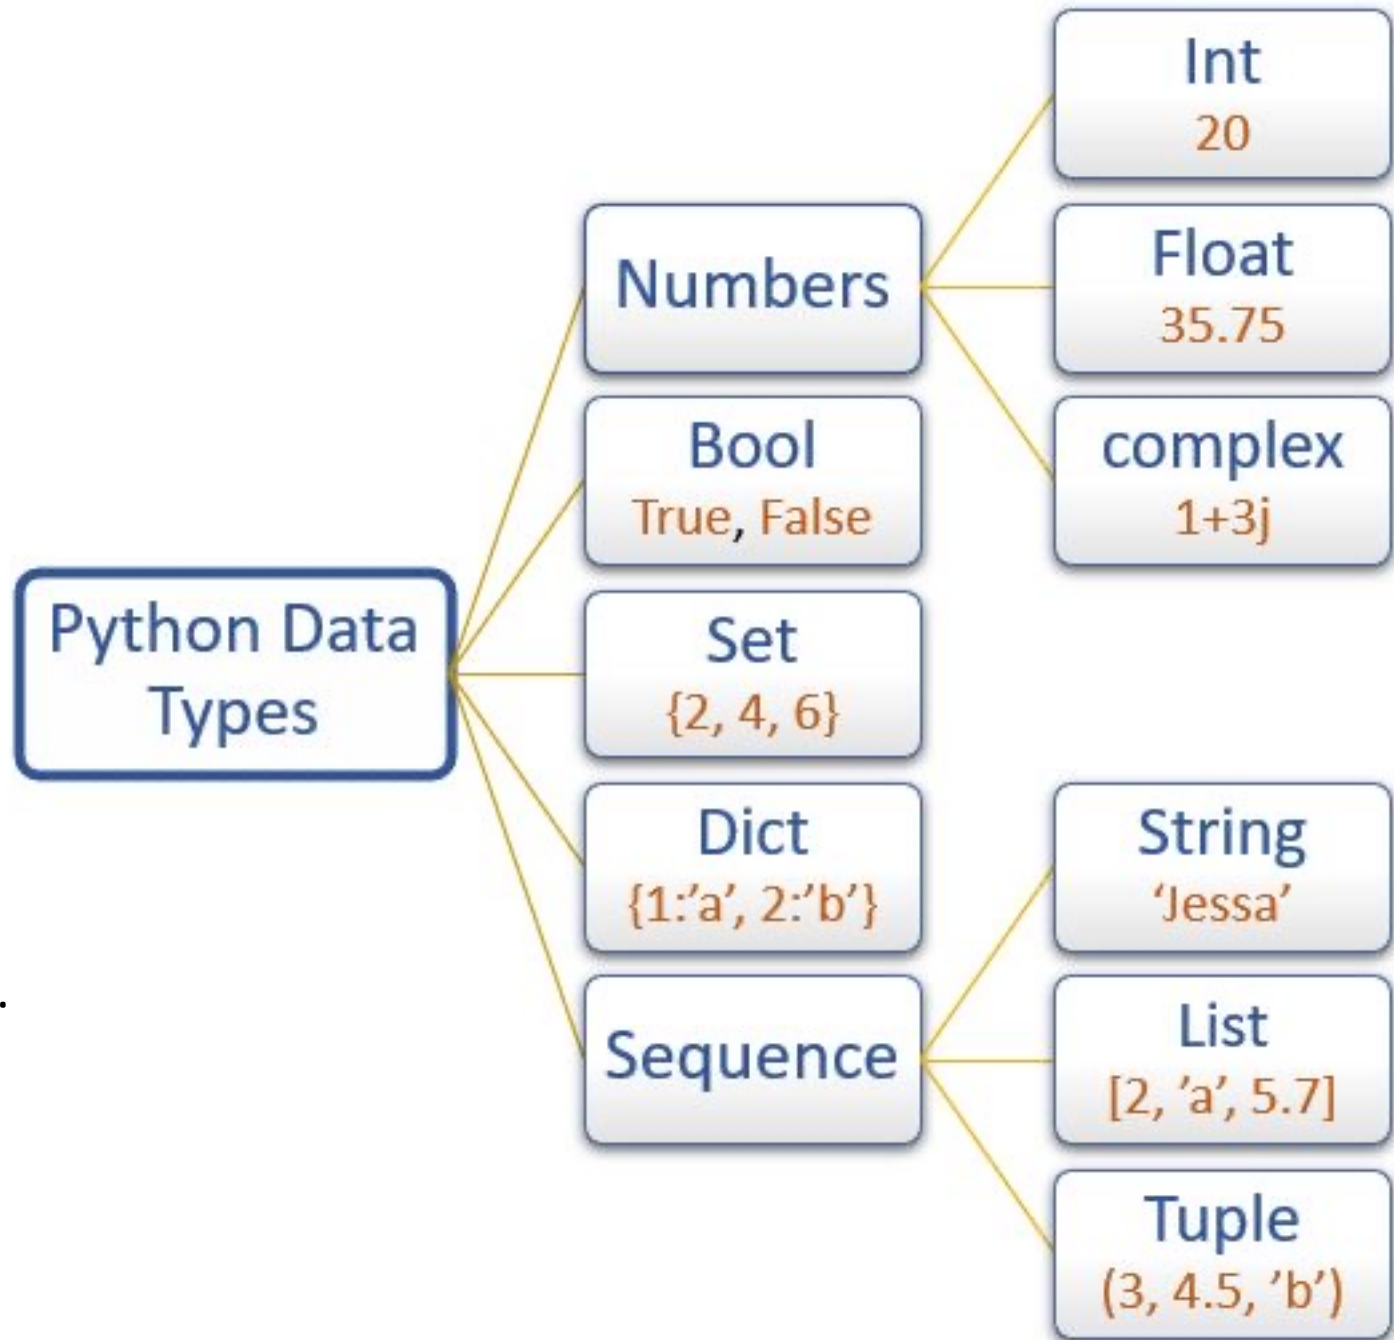 Python Data
Types
Numbers
Int
20
Float
35.75
complex
1+3j
Bool
True, False
Set
{2, 4, 6}
Dict
{1:’a’, 2:’b’}
Sequence
String
‘Jessa’
List
[2, ’a’, 5.7]
Tuple
(3, 4.5, ’b’)
.